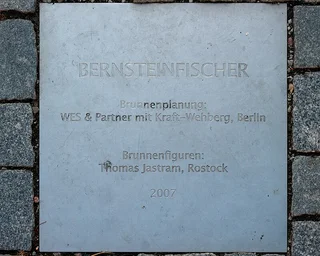 BERNSTEINFISCHER
Brunnenplanung:
WES & Partner mit Kraft-Wehberg, Berlin
Brunnenfiguren:
Thomas Jastram, Rostock
2007